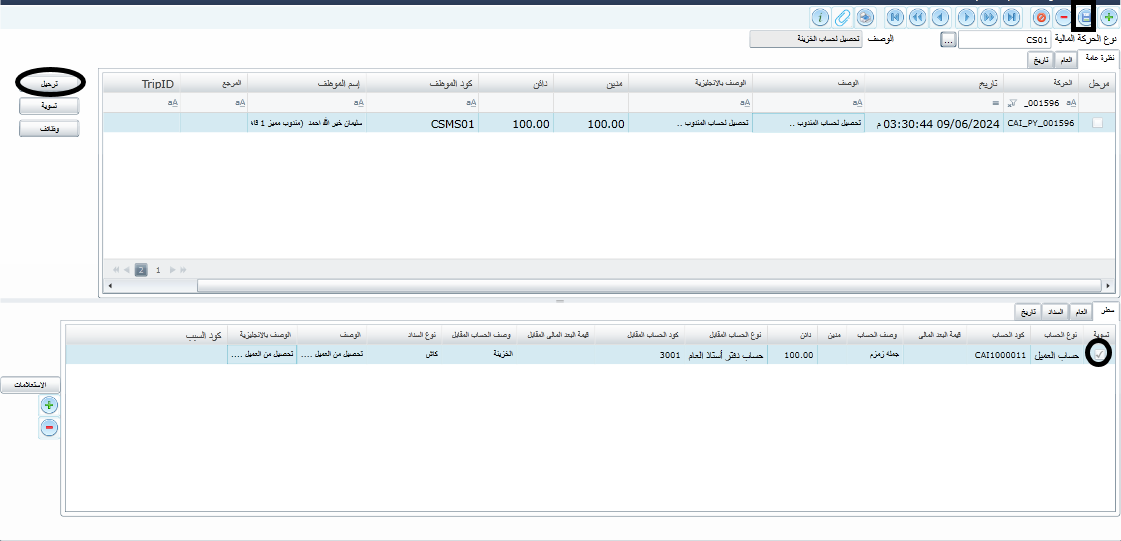 نوع الحركة المالية CS01 ... الوصف تحصيل لحساب الخزينة
نظرة عامة العام تاريخ
ترحيل
تسوية
وظائف
مرحل الحركة تاريخ الوصف الوصف بالانجليزية مدين دائن كود الموظف إسم الموظف المرجع TripID
_001596
CAI_PY_001596 09/06/2024 03:30:44 م تحصيل لحساب المندوب .. تحصيل لحساب المندوب .. 100.00 100.00 CSMS01 سليمان خير الله احمد (مندوب مميز 1 قا
2 1
سطر العام السداد تاريخ
تسوية نوع الحساب كود الحساب قيمة البعد المالى وصف الحساب مدين دائن نوع الحساب المقابل كود الحساب المقابل قيمة البعد المالى المقابل وصف الحساب المقابل نوع السداد الوصف الوصف بالانجليزية كود السبب
حساب العميل CAI1000011 جمله زمزم 100.00 حساب دفتر أستاذ العام 3001 الخزينة كاش تحصيل من العميل .... تحصيل من العميل ....
الاستعلامات